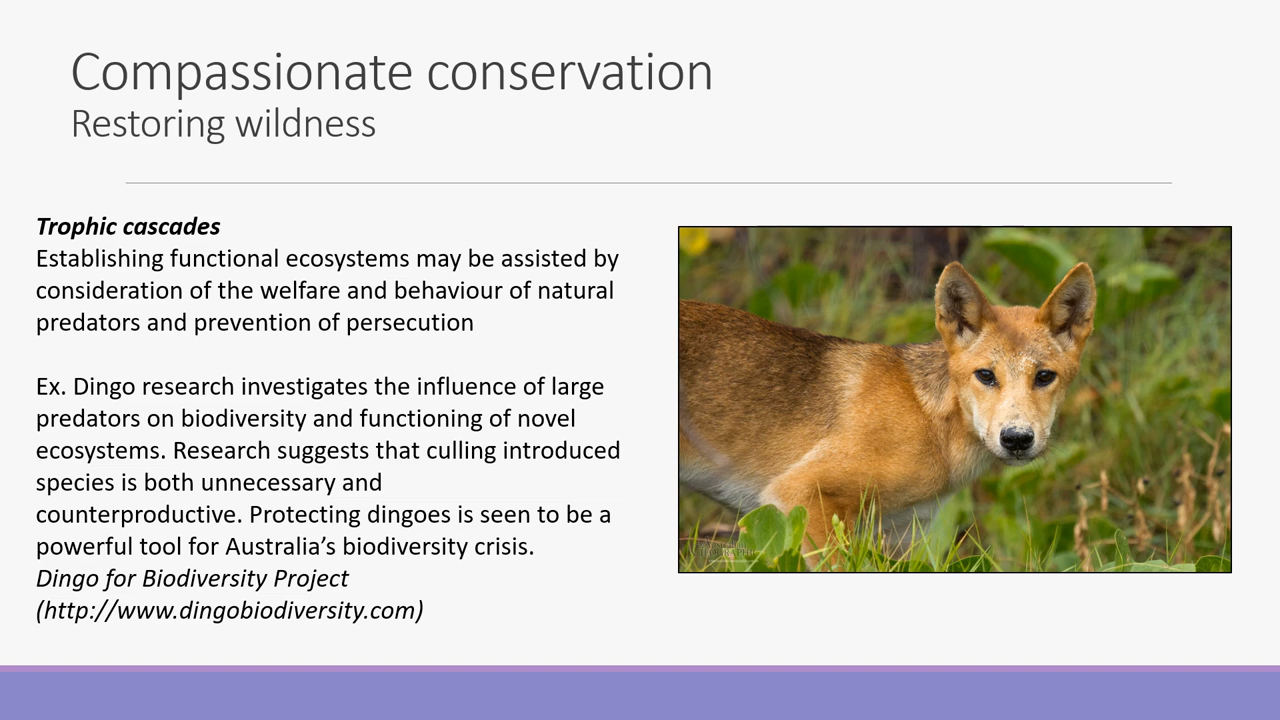 Compassionate conservation
Restoring wildness
Trophic cascades
Establishing functional ecosystems may be assisted by
consideration of the welfare and behaviour of natural
predators and prevention of persecution
Ex. Dingo research investigates the influence of large
predators on biodiversity and functioning of novel
ecosystems. Research suggests that culling introduced
species is both unnecessary and
counterproductive. Protecting dingoes is seen to be a
powerful tool for Australia’s biodiversity crisis.
Dingo for Biodiversity Project
(http://www.dingobiodiversity.com)